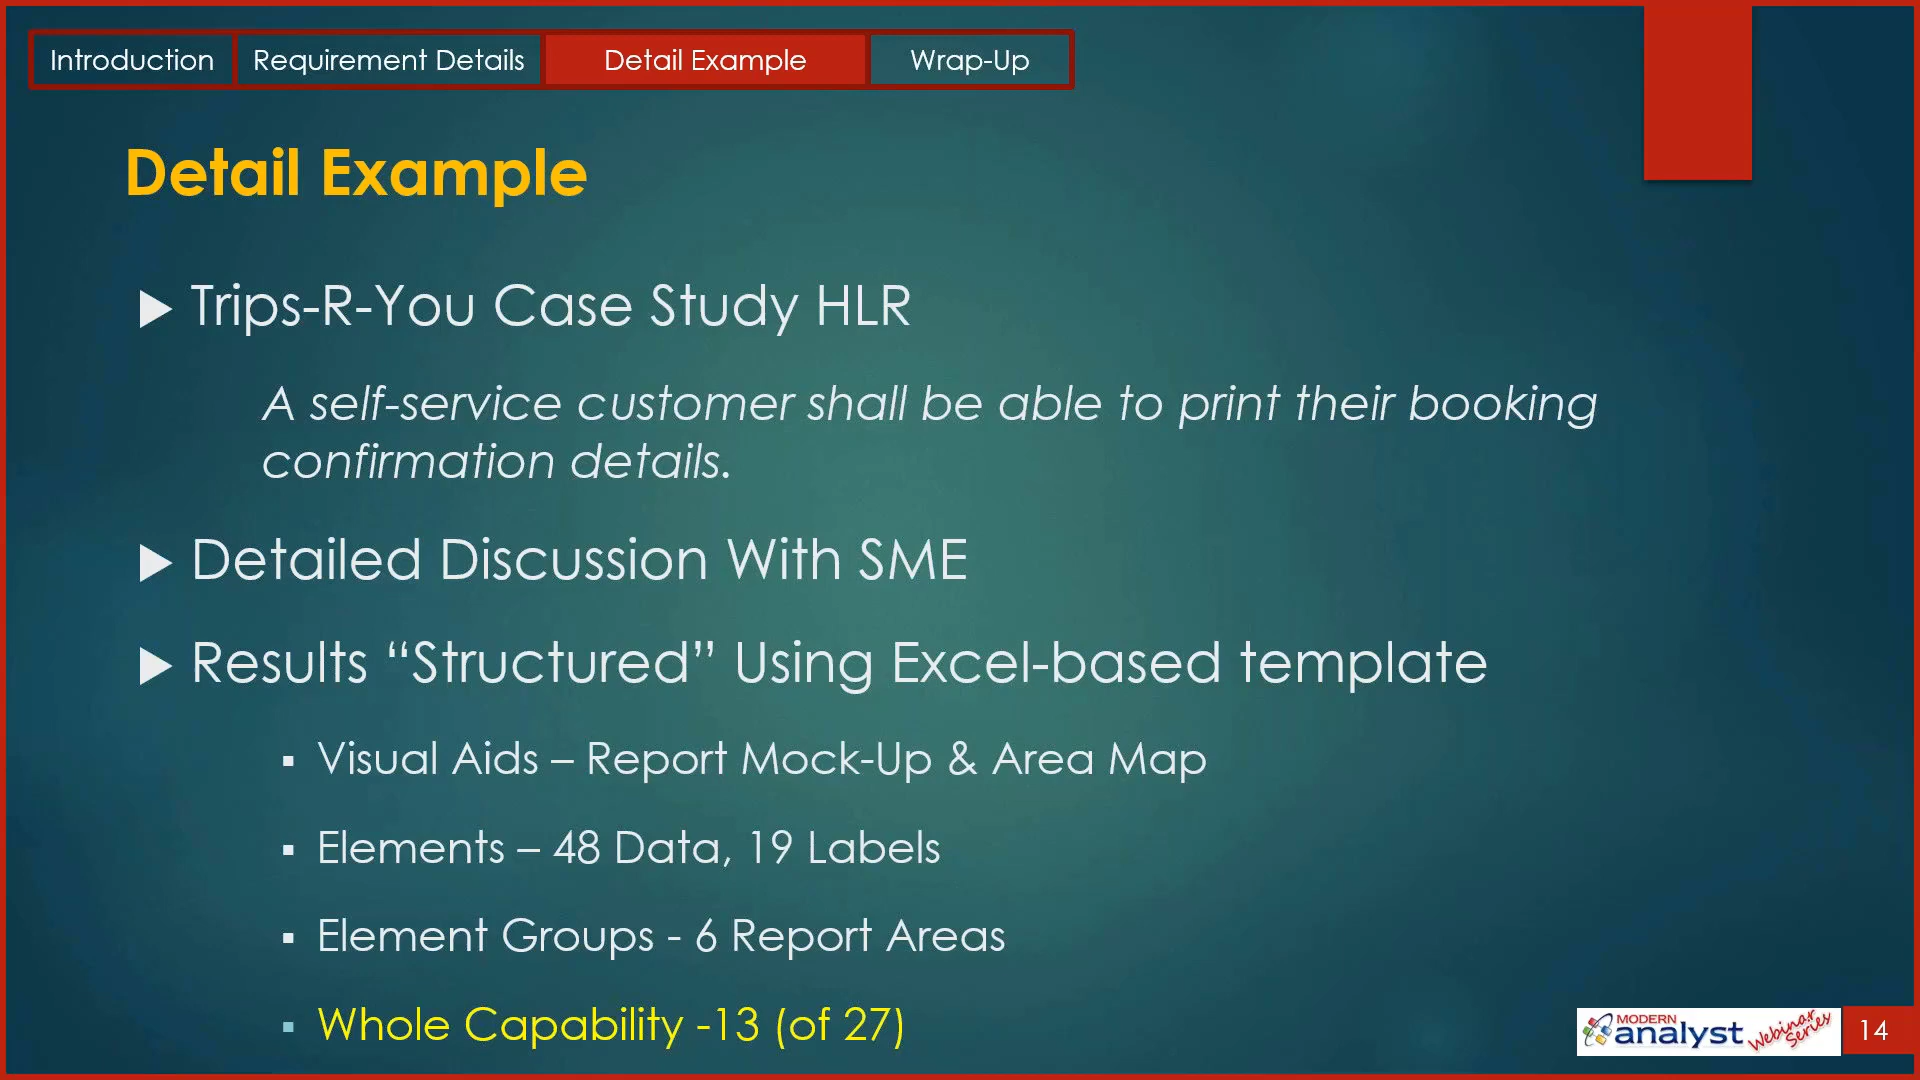 Introduction Requirement Details Detail Example Wrap-Up
Detail Example
Trips-R-You Case Study HLR
A self-service customer shall be able to print their booking
confirmation details.
Detailed Discussion With SME
Results “Structured” Using Excel-based template
Visual Aids – Report Mock-Up & Area Map
Elements – 48 Data, 19 Labels
Element Groups - 6 Report Areas
Whole Capability -13 (of 27)
MODERN
analyst Webinar Series
14